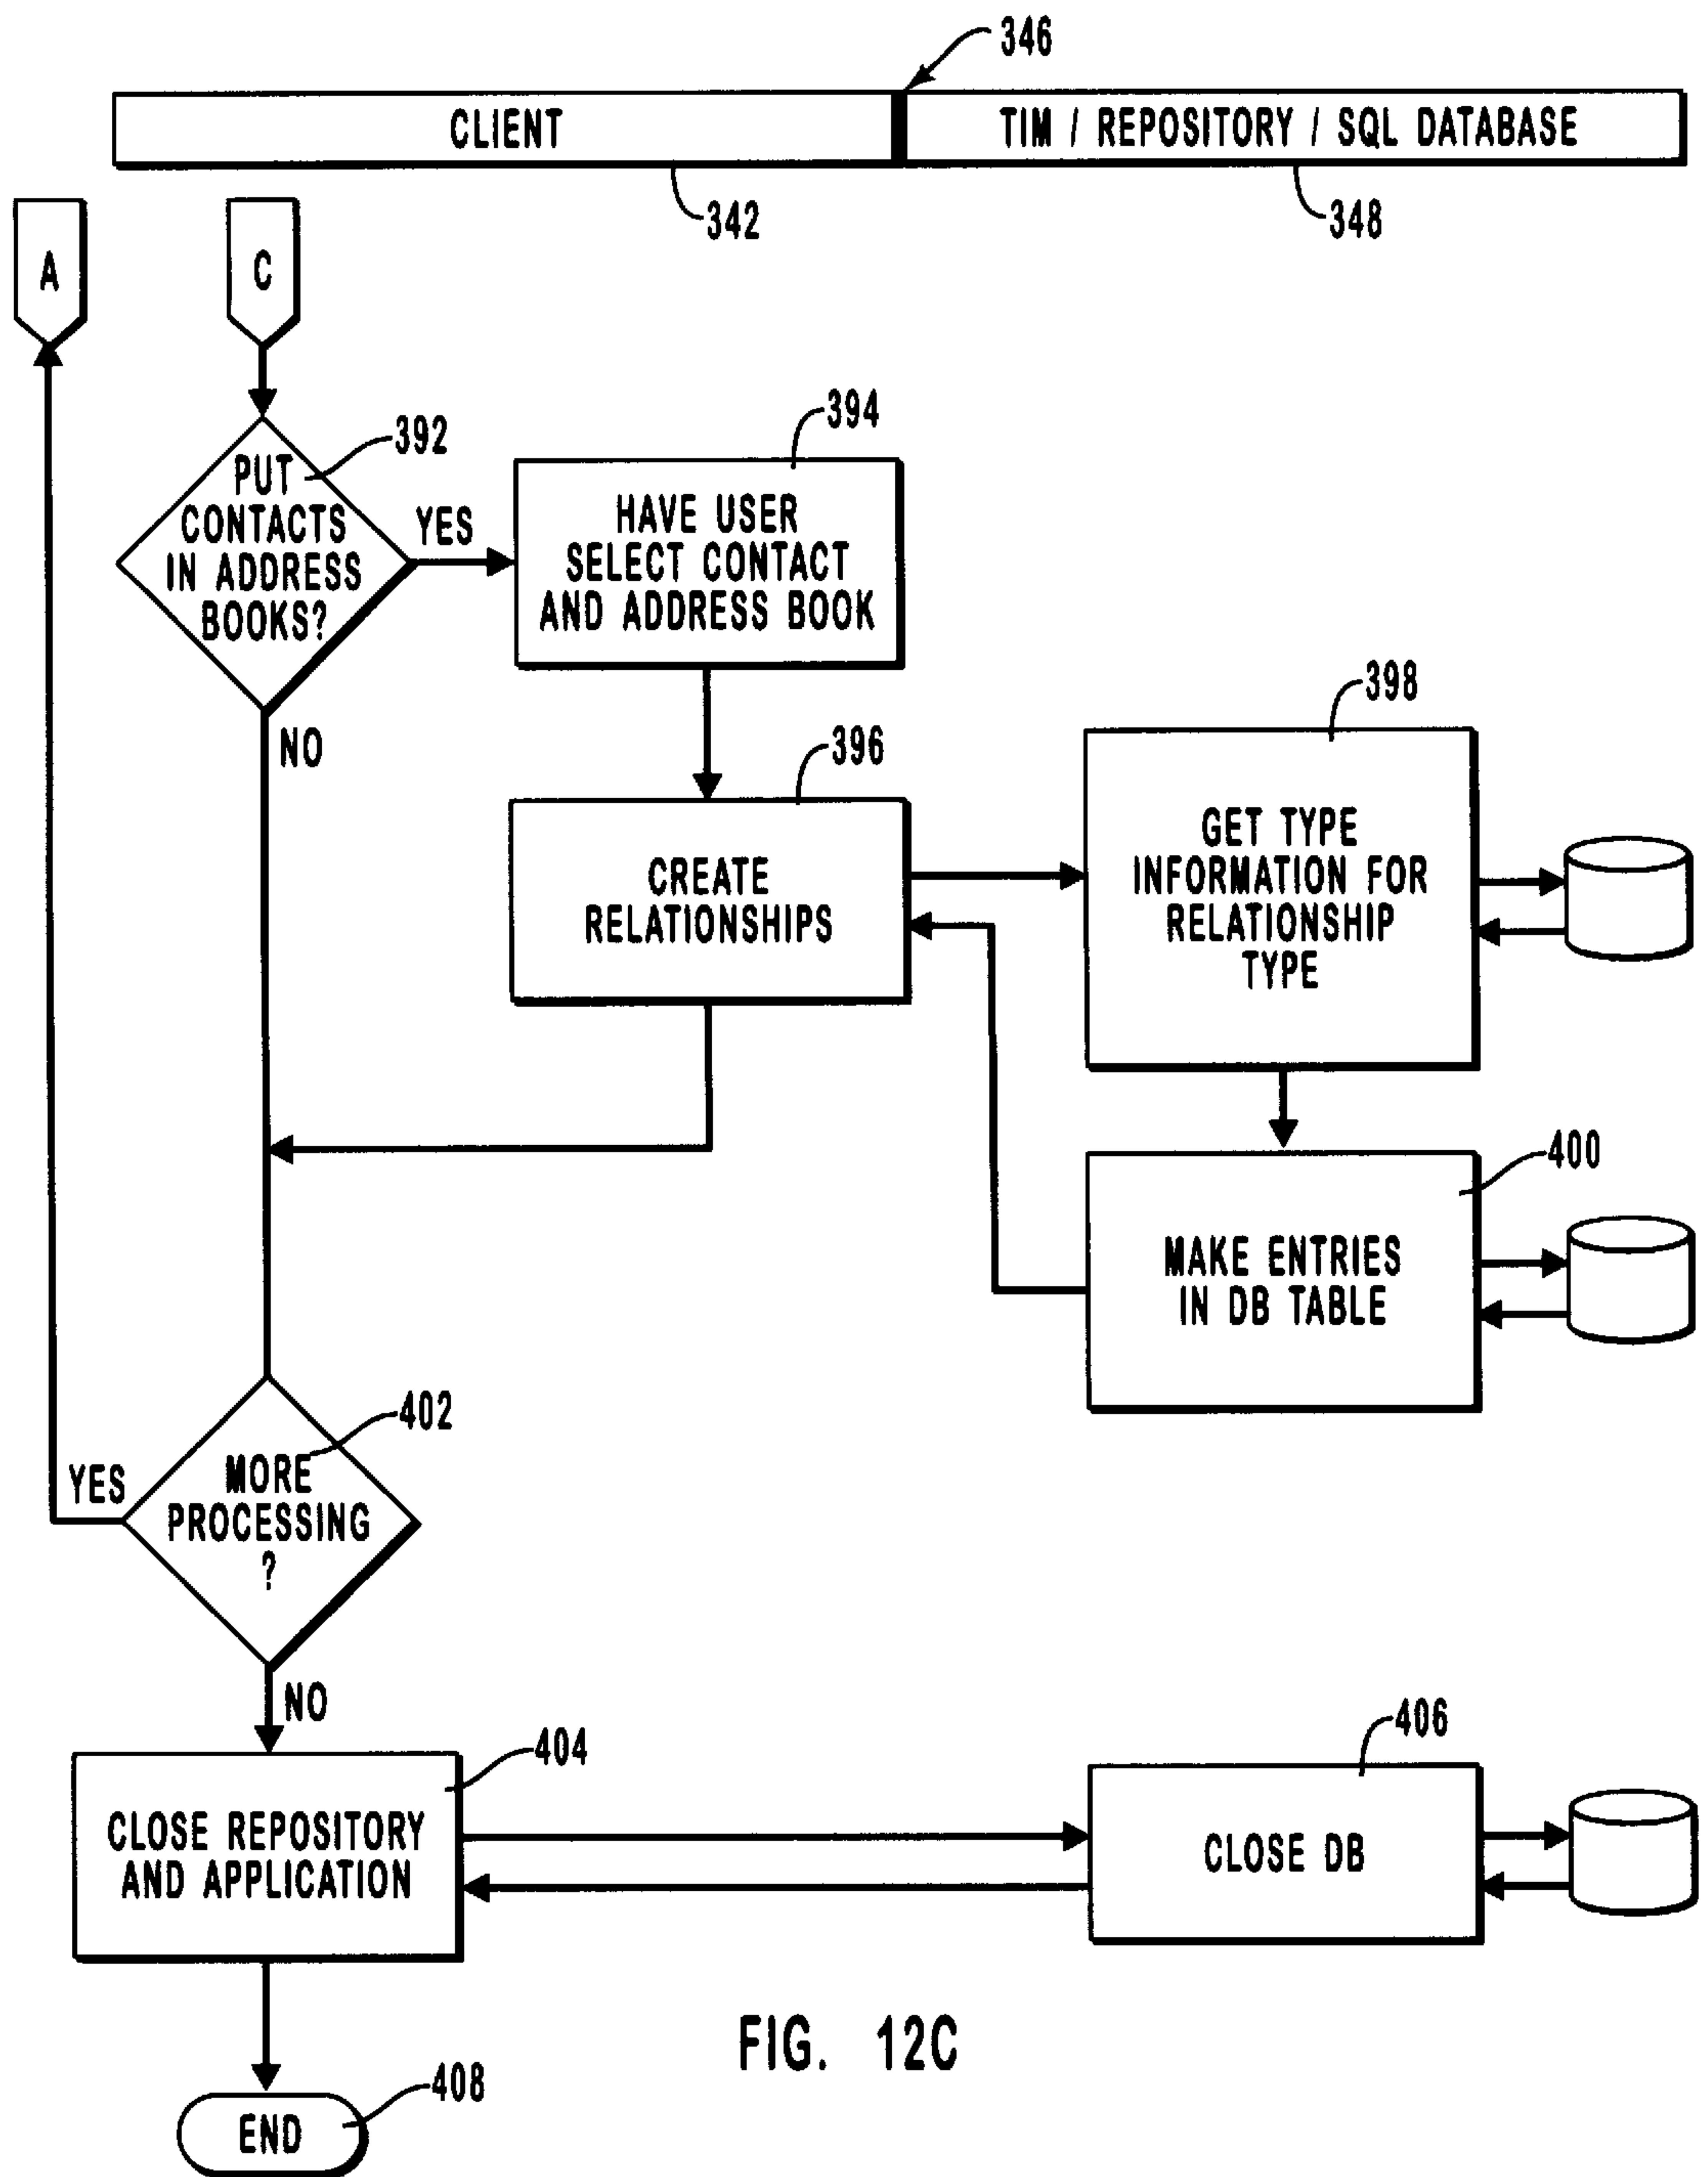 346
CLIENT
TIM / REPOSITORY / SQL DATABASE
342
348
A
C
392
PUT
CONTACTS
IN ADDRESS
BOOKS?
YES
NO
394
HAVE USER
SELECT CONTACT
AND ADDRESS BOOK
396
CREATE
RELATIONSHIPS
398
GET TYPE
INFORMATION FOR
RELATIONSHIP
TYPE
400
MAKE ENTRIES
IN DB TABLE
402
MORE
PROCESSING
?
YES
NO
404
CLOSE REPOSITORY
AND APPLICATION
406
CLOSE DB
408
END
FIG. 12C